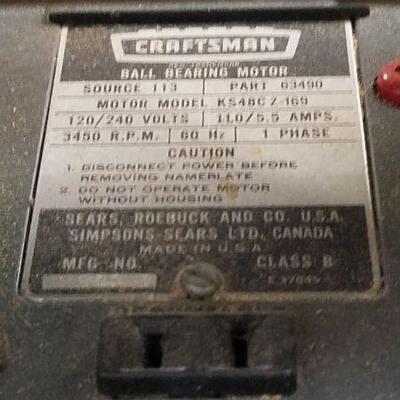 CRAFTSMAN
BALL BEARING MOTOR
SOURCE 113 PART 63490
MOTOR MODEL KS48CZ-169
120/240 VOLTS 11.0/5.5 AMPS.
3450 R.P.M. 60 Hz 1 PHASE
CAUTION
1. DISCONNECT POWER BEFORE
REMOVING NAMEPLATE
2. DO NOT OPERATE MOTOR
WITHOUT HOUSING
SEARS, ROEBUCK AND CO. U.S.A.
SIMPSONS-SEARS LTD. CANADA
MADE IN U.S.A.
MFG. NO. CLASS B